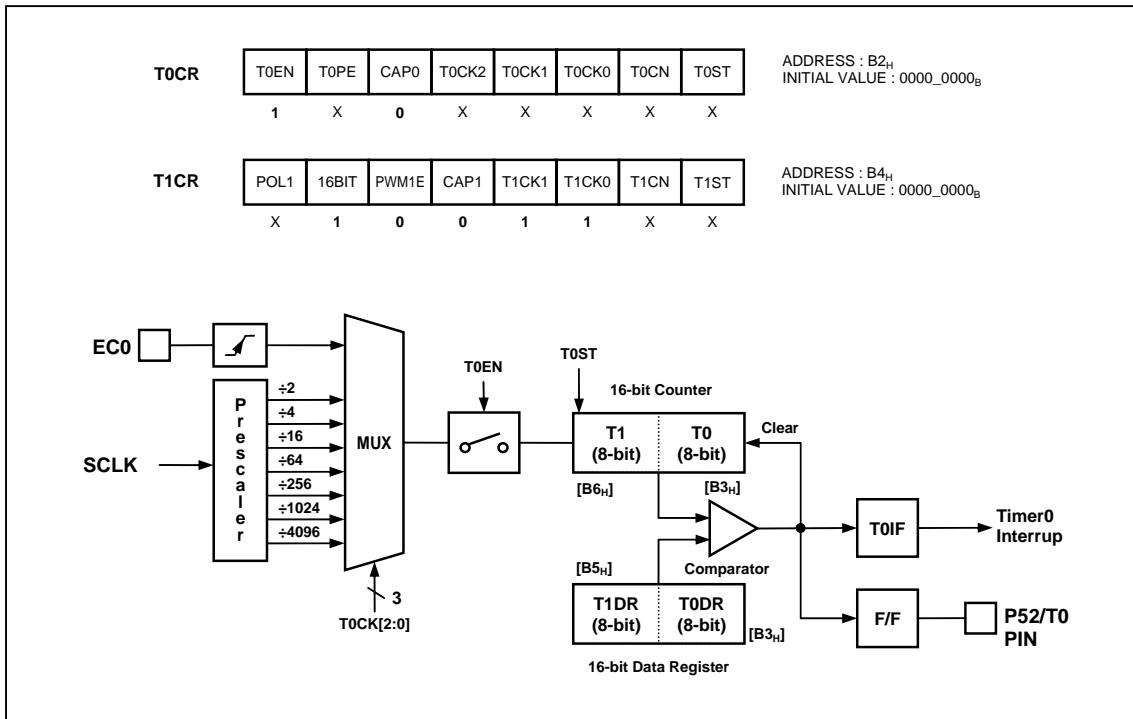 T0CR T0EN T0PE CAP0 T0CK2 T0CK1 T0CK0 T0CN T0ST
ADDRESS : B2H
INITIAL VALUE : 0000_0000B
1 X 0 X X X X X
T1CR POL1 16BIT PWM1E CAP1 T1CK1 T1CK0 T1CN T1ST
ADDRESS : B4H
INITIAL VALUE : 0000_0000B
X 1 0 0 1 1 X X
EC0
SCLK
Prescaler
÷2
÷4
÷16
÷64
÷256
÷1024
÷4096
MUX
3
T0CK[2:0]
T0EN
T0ST
16-bit Counter
T1
(8-bit)
T0
(8-bit)
Clear
[B6H]
[B3H]
Comparator
[B5H]
T1DR
(8-bit)
T0DR
(8-bit)
[B3H]
16-bit Data Register
T0IF
Timer0
Interrup
F/F
P52/T0
PIN